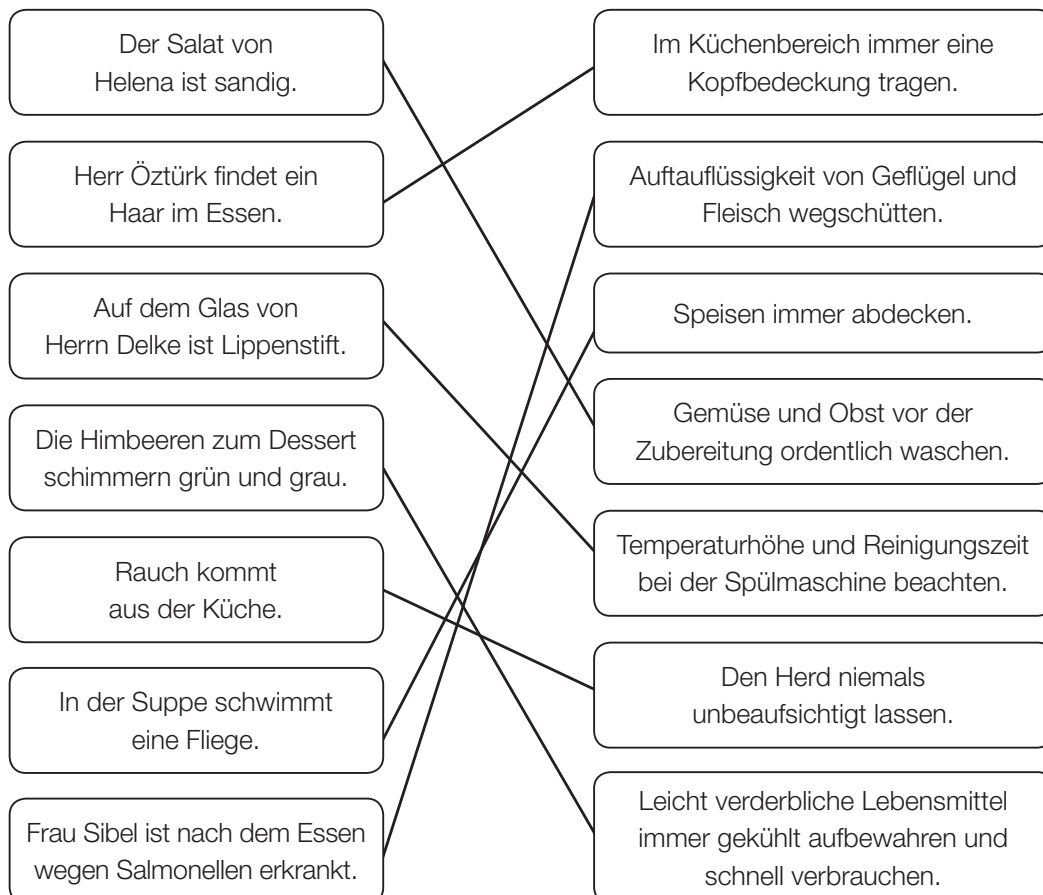 Der Salat von
Helena ist sandig.
Herr Öztürk findet ein
Haar im Essen.
Auf dem Glas von
Herrn Delke ist Lippenstift.
Die Himbeeren zum Dessert
schimmern grün und grau.
Rauch kommt
aus der Küche.
In der Suppe schwimmt
eine Fliege.
Frau Sibel ist nach dem Essen
wegen Salmonellen erkrankt.
Im Küchenbereich immer eine
Kopfbedeckung tragen.
Auftauflüssigkeit von Geflügel und
Fleisch wegschütten.
Speisen immer abdecken.
Gemüse und Obst vor der
Zubereitung ordentlich waschen.
Temperaturhöhe und Reinigungszeit
bei der Spülmaschine beachten.
Den Herd niemals
unbeaufsichtigt lassen.
Leicht verderbliche Lebensmittel
immer gekühlt aufbewahren und
schnell verbrauchen.